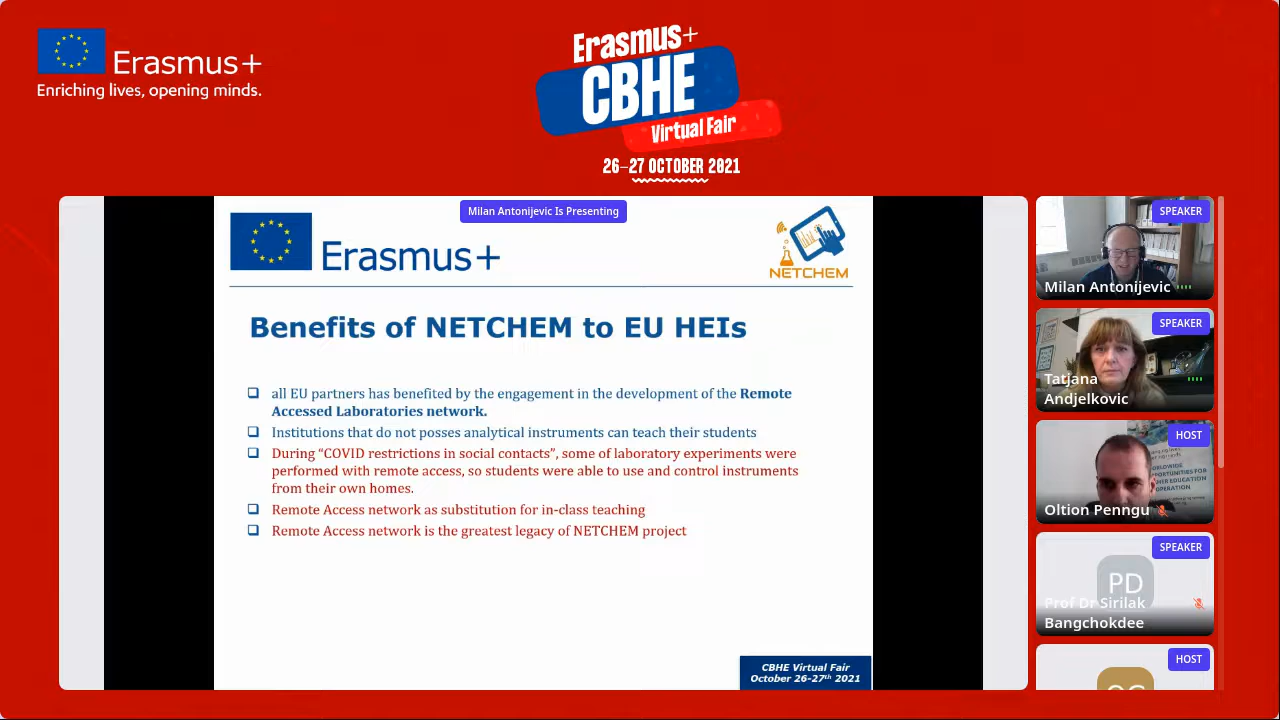 Erasmus+
Enriching lives, opening minds.
Erasmus+
CBHE
Virtual Fair
26–27 OCTOBER 2021
Milan Antonijevic Is Presenting
Erasmus+
NETCHEM
Benefits of NETCHEM to EU HEIs
all EU partners has benefited by the engagement in the development of the Remote
Accessed Laboratories network.
Institutions that do not posses analytical instruments can teach their students
During “COVID restrictions in social contacts”, some of laboratory experiments were
performed with remote access, so students were able to use and control instruments
from their own homes.
Remote Access network as substitution for in-class teaching
Remote Access network is the greatest legacy of NETCHEM project
CBHE Virtual Fair
October 26-27th 2021
SPEAKER
Milan Antonijevic
SPEAKER
Tatjana
Andjelkovic
HOST
Oltion Penngu
SPEAKER
PD
Prof Dr Sirilak
Bangchokdee
HOST